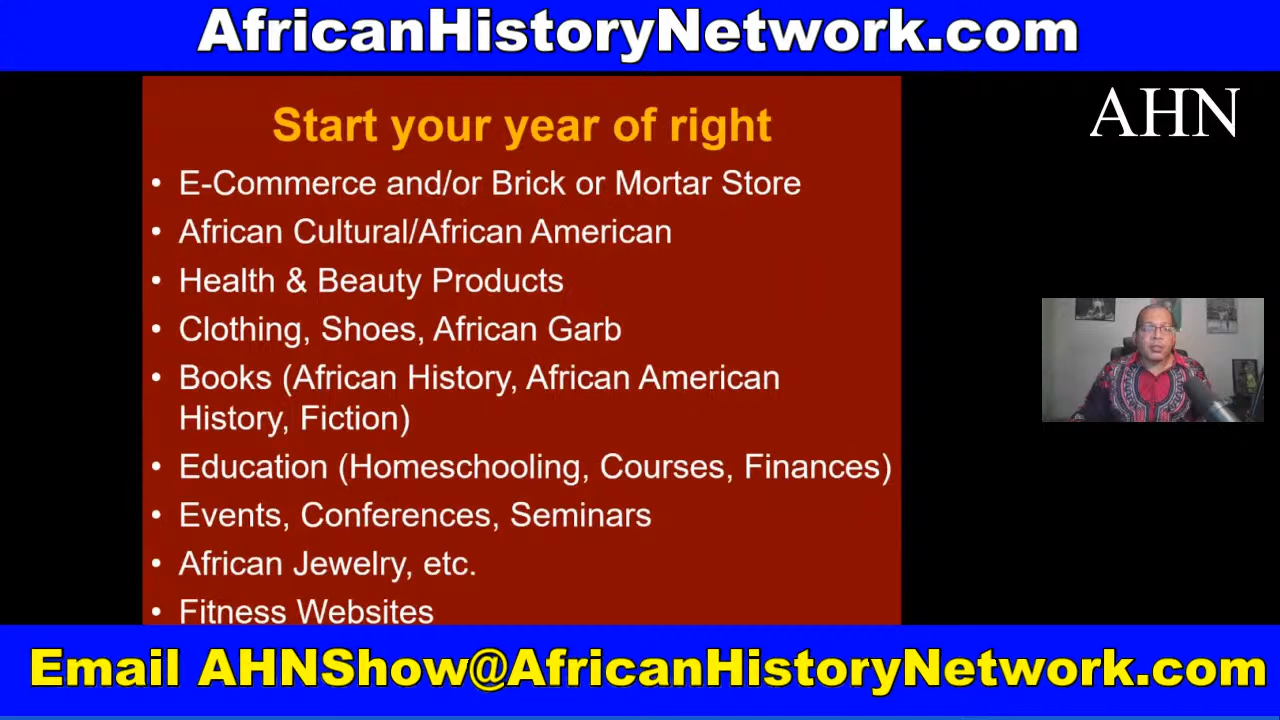 AfricanHistoryNetwork.com
AHN
Start your year of right
• E-Commerce and/or Brick or Mortar Store
• African Cultural/African American
• Health & Beauty Products
• Clothing, Shoes, African Garb
• Books (African History, African American
History, Fiction)
• Education (Homeschooling, Courses, Finances)
• Events, Conferences, Seminars
• African Jewelry, etc.
• Fitness Websites
Email AHNShow@AfricanHistoryNetwork.com